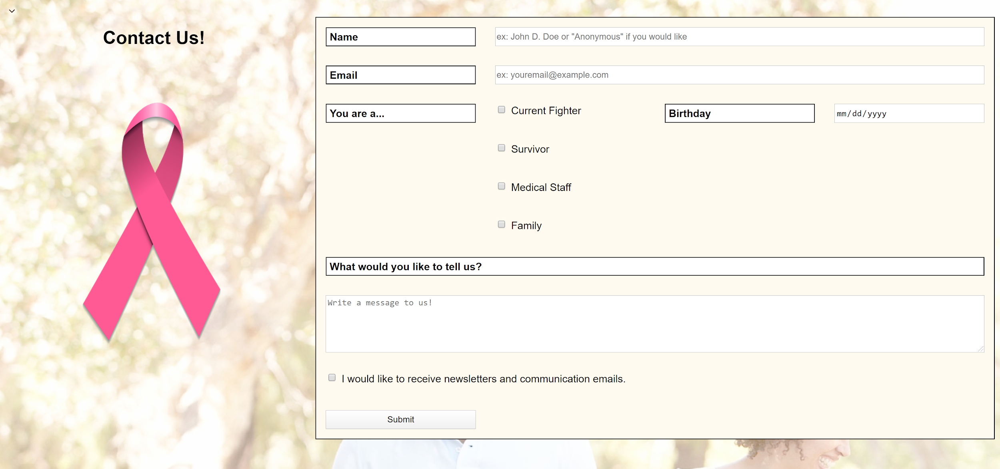 Contact Us!
Name
ex: John D. Doe or "Anonymous" if you would like
Email
ex: youremail@example.com
You are a...
Current Fighter
Birthday
mm/dd/yyyy
Survivor
Medical Staff
Family
What would you like to tell us?
Write a message to us!
I would like to receive newsletters and communication emails.
Submit